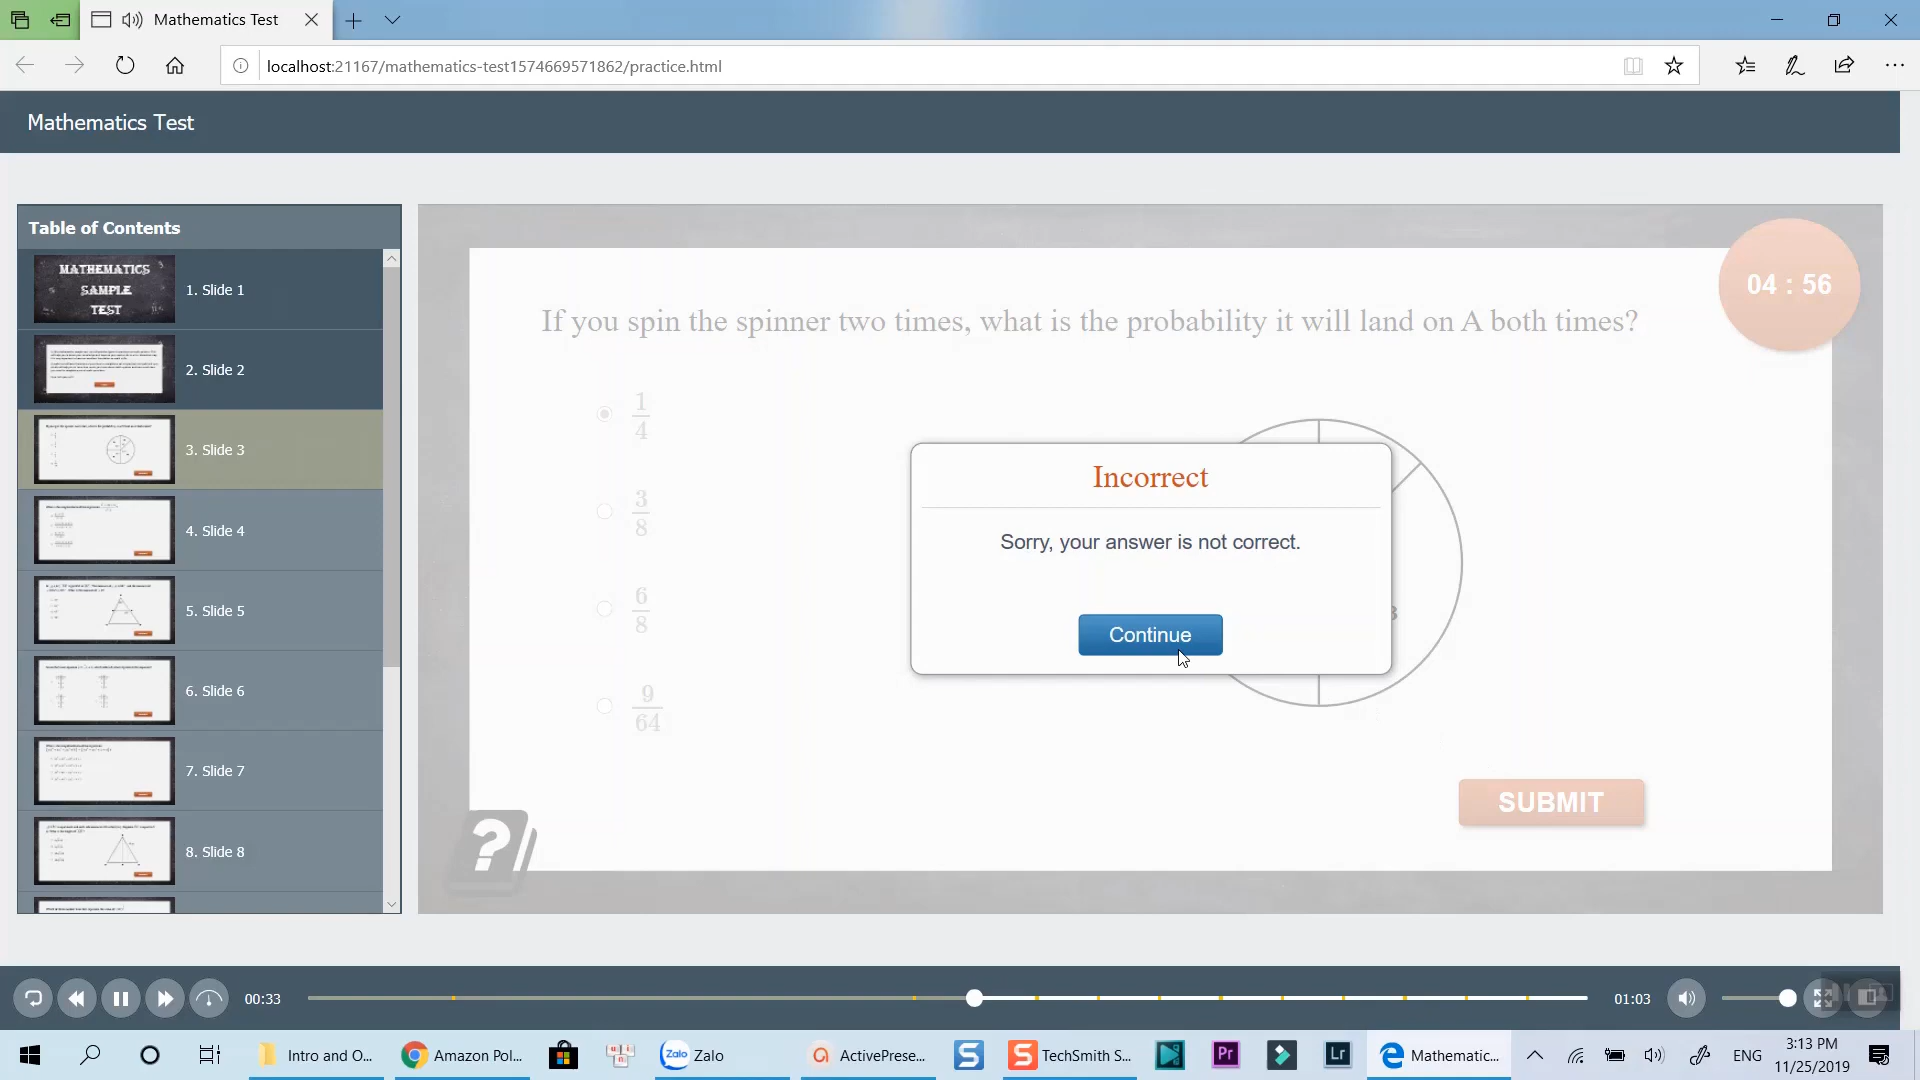 Mathematics Test
localhost:21167/mathematics-test1574669571862/practice.html
Mathematics Test
Table of Contents
MATHEMATICS
SAMPLE
TEST
1. Slide 1
2. Slide 2
3. Slide 3
4. Slide 4
5. Slide 5
6. Slide 6
7. Slide 7
8. Slide 8
04 : 56
If you spin the spinner two times, what is the probability it will land on A both times?
1/4
3/8
6/8
9/64
Incorrect
Sorry, your answer is not correct.
Continue
?
SUBMIT
00:33
01:03
Intro and O...
Amazon Pol...
Zalo
Zalo
ActivePrese...
S
S
TechSmith S...
Pr
Lr
Mathematic...
ENG
3:13 PM
11/25/2019